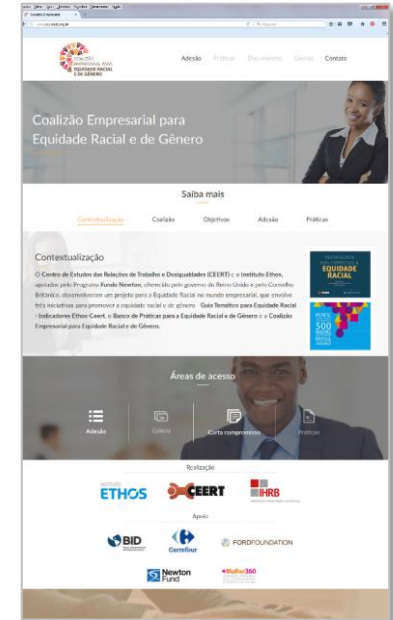 COALIZÃO
EMPRESARIAL PARA
EQUIDADE RACIAL
E DE GÊNERO
Adesão Práticas Documentos Galeria Contato
Coalizão Empresarial para
Equidade Racial e de Gênero
Saiba mais
Contextualização Coalizão Objetivos Adesão Práticas
Contextualização
O Centro de Estudos das Relações de Trabalho e Desigualdades (CEERT) e o Instituto Ethos,
apoiados pelo Programa Fundo Newton, oferecido pelo governo do Reino Unido e pelo Conselho
Britânico, desenvolveram um projeto para a Equidade Racial no mundo empresarial, que envolve
três iniciativas para promover a equidade racial e de gênero: Guia Temático para Equidade Racial
- Indicadores Ethos-Ceert, o Banco de Práticas para a Equidade Racial e de Gênero e a Coalizão
Empresarial para Equidade Racial e de Gênero.
EQUIDADE
RACIAL
500
Áreas de acesso
Adesão Galeria Carta compromisso Práticas
Realização
INSTITUTO
ETHOS
CEERT
IHRB
Apoio
BID
Carrefour
FORDFOUNDATION
Newton
Fund
+Mulher360